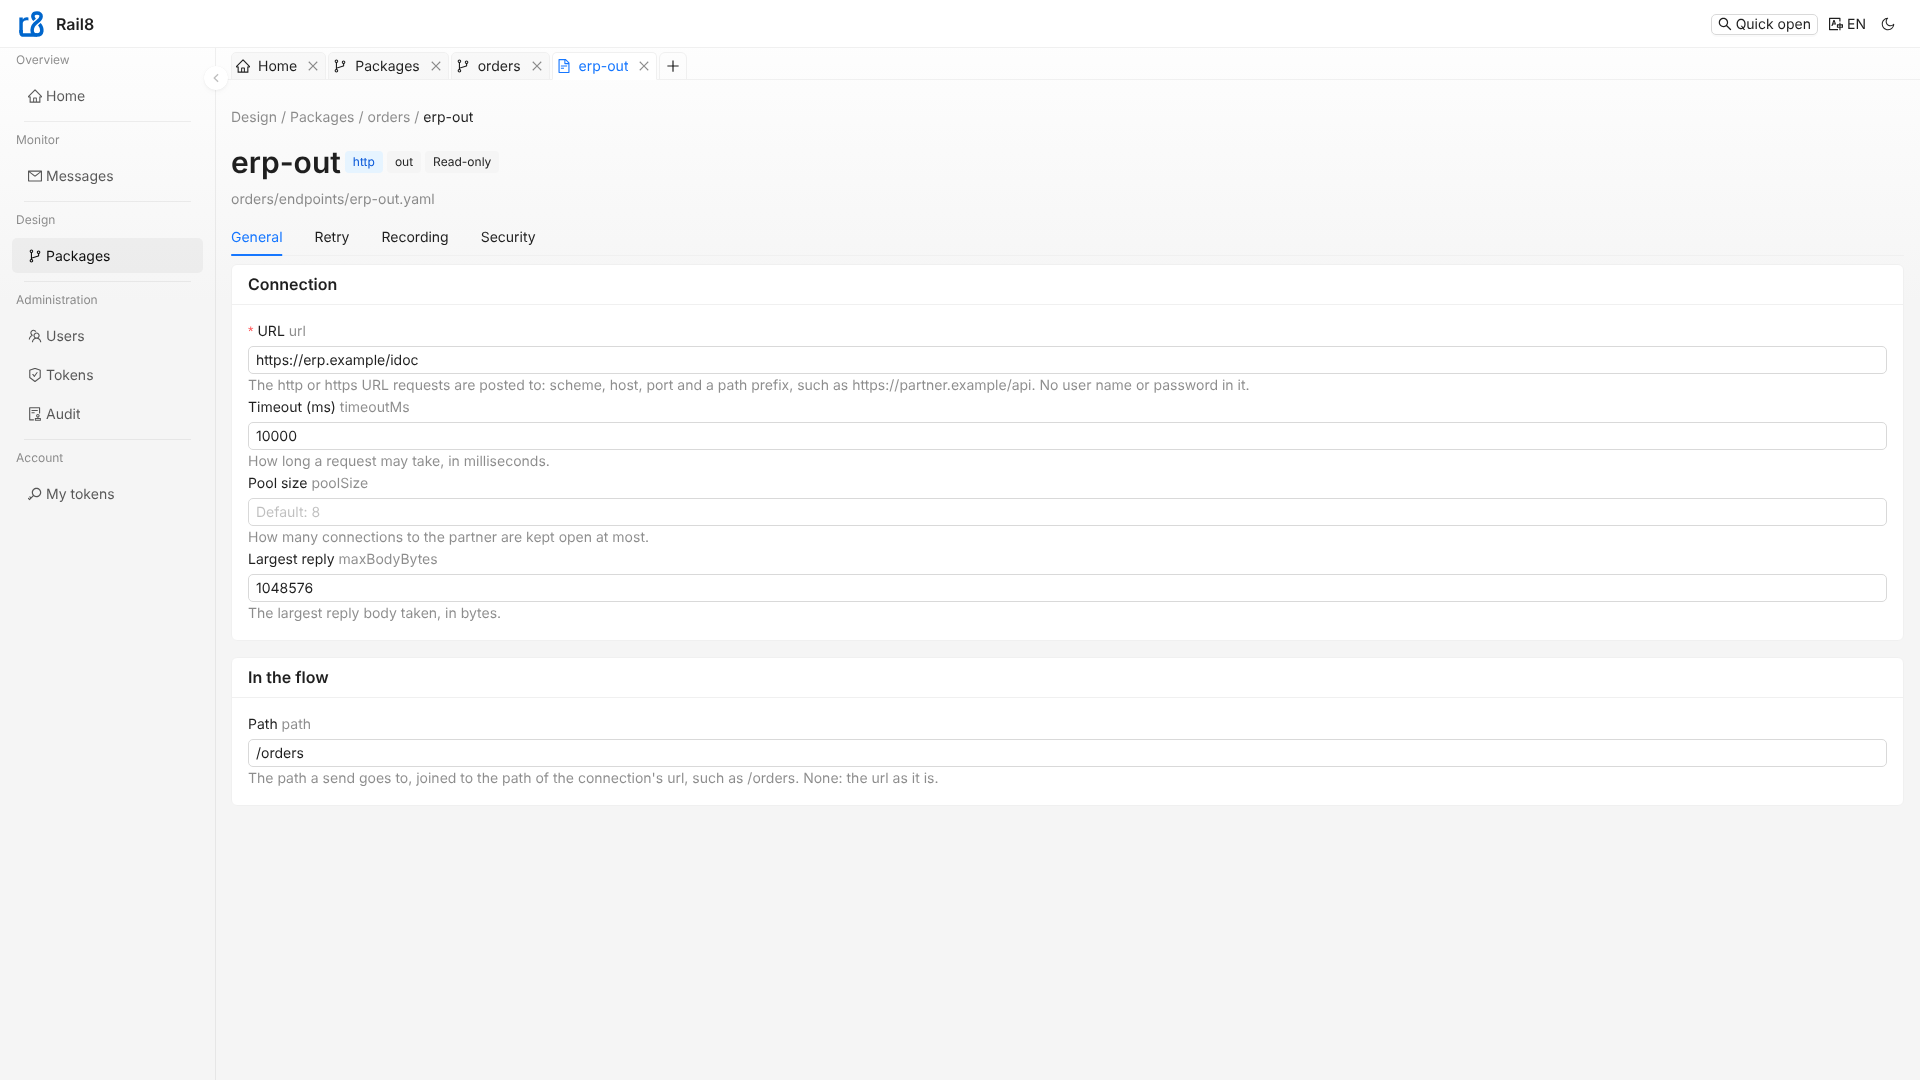 Rail8
Quick open EN
Overview
Home
Monitor
Messages
Design
Packages
Administration
Users
Tokens
Audit
Account
My tokens
Home Packages orders erp-out
Design / Packages / orders / erp-out
erp-out http out Read-only
orders/endpoints/erp-out.yaml
General Retry Recording Security
Connection
* URL url
https://erp.example/idoc
The http or https URL requests are posted to: scheme, host, port and a path prefix, such as https://partner.example/api. No user name or password in it.
Timeout (ms) timeoutMs
10000
How long a request may take, in milliseconds.
Pool size poolSize
Default: 8
How many connections to the partner are kept open at most.
Largest reply maxBodyBytes
1048576
The largest reply body taken, in bytes.
In the flow
Path path
/orders
The path a send goes to, joined to the path of the connection's url, such as /orders. None: the url as it is.